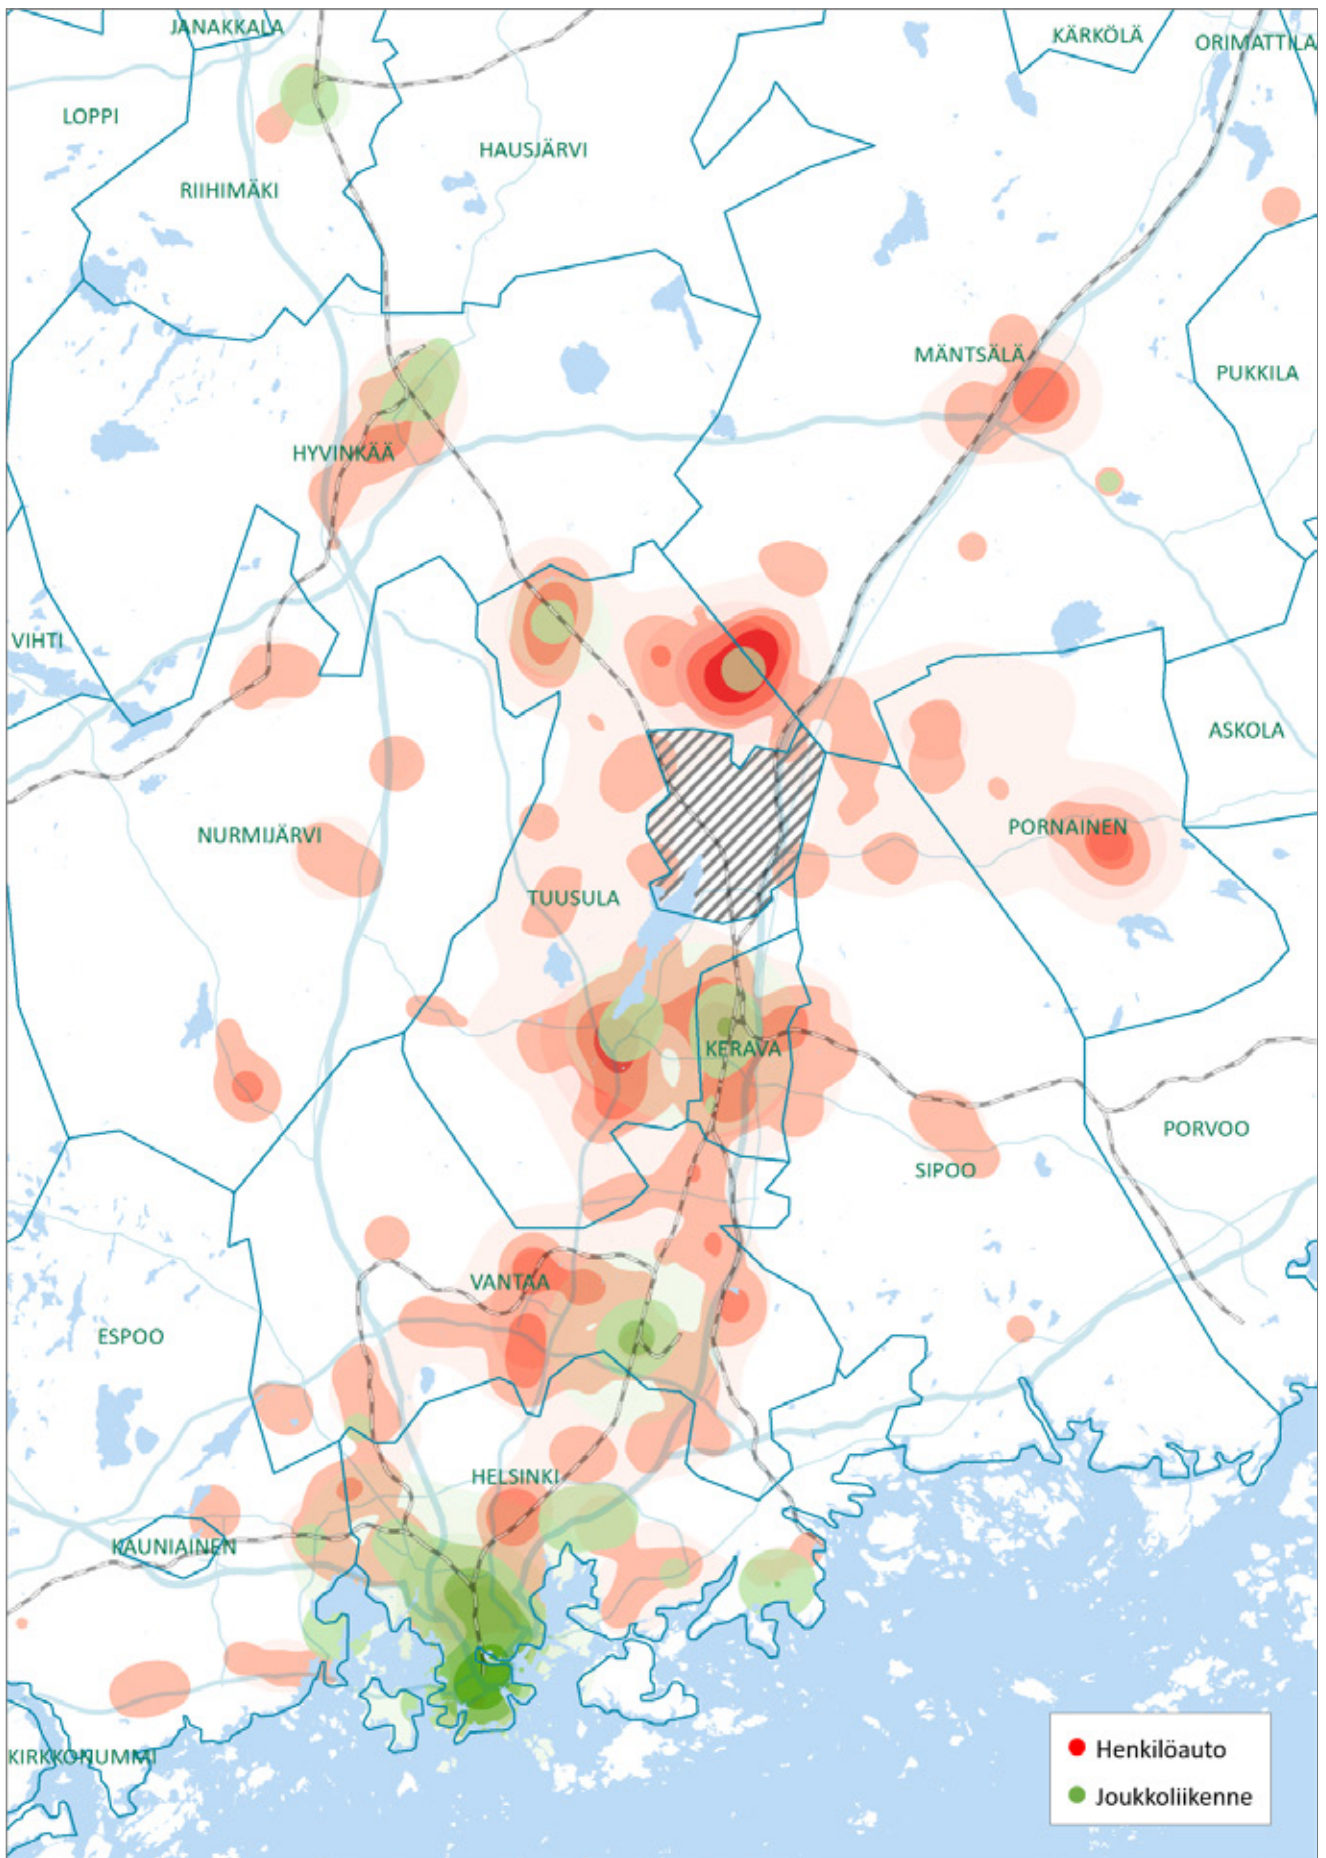 JANAKKALA
KÄRKÖLÄ
ORIMATTILA
LOPPI
HAUSJÄRVI
RIIHIMÄKI
MÄNTSÄLÄ
PUKKILA
HYVINKÄÄ
VIHTI
ASKOLA
NURMIJÄRVI
PORNAINEN
TUUSULA
KERAVA
PORVOO
SIPOO
VANTAA
ESPOO
HELSINKI
KAUNIAINEN
KIRKKONUMMI
Henkilöauto
Joukkoliikenne